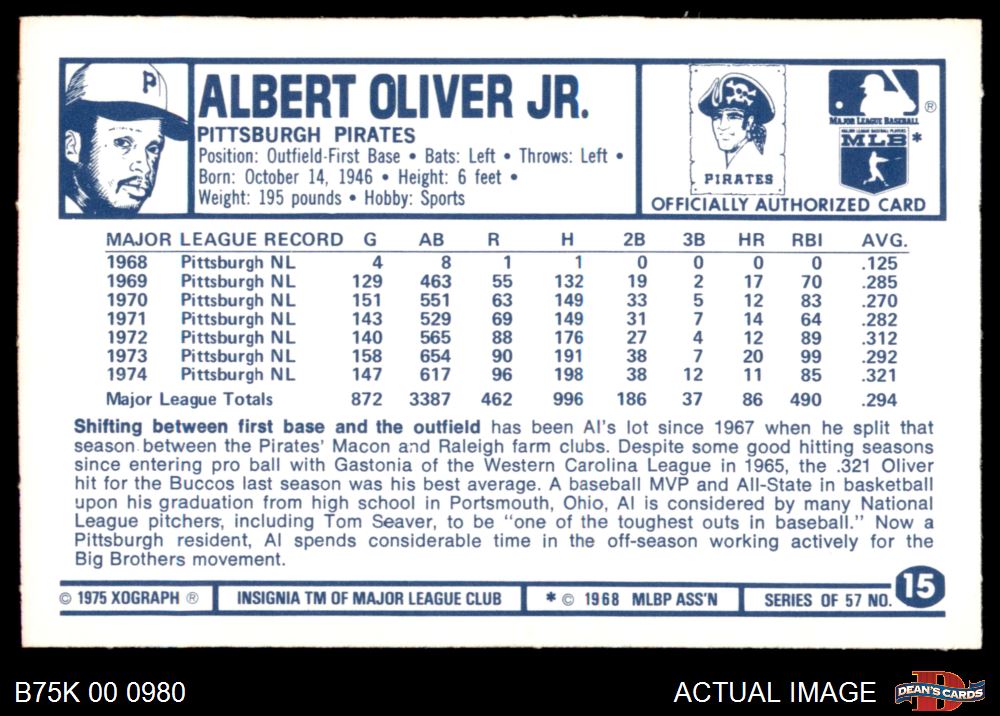 P
ALBERT OLIVER JR.
PITTSBURGH PIRATES
Position: Outfield-First Base • Bats: Left • Throws: Left •
Born: October 14, 1946 • Height: 6 feet •
Weight: 195 pounds • Hobby: Sports
PIRATES
MAJOR LEAGUE BASEBALL ®
MAJOR LEAGUE BASEBALL PLAYERS
MLB *
OFFICIALLY AUTHORIZED CARD
MAJOR LEAGUE RECORD G AB R H 2B 3B HR RBI AVG.
1968 Pittsburgh NL 4 8 1 1 0 0 0 0 .125
1969 Pittsburgh NL 129 463 55 132 19 2 17 70 .285
1970 Pittsburgh NL 151 551 63 149 33 5 12 83 .270
1971 Pittsburgh NL 143 529 69 149 31 7 14 64 .282
1972 Pittsburgh NL 140 565 88 176 27 4 12 89 .312
1973 Pittsburgh NL 158 654 90 191 38 7 20 99 .292
1974 Pittsburgh NL 147 617 96 198 38 12 11 85 .321
Major League Totals 872 3387 462 996 186 37 86 490 .294
Shifting between first base and the outfield has been Al's lot since 1967 when he split that
season between the Pirates' Macon and Raleigh farm clubs. Despite some good hitting seasons
since entering pro ball with Gastonia of the Western Carolina League in 1965, the .321 Oliver
hit for the Buccos last season was his best average. A baseball MVP and All-State in basketball
upon his graduation from high school in Portsmouth, Ohio, Al is considered by many National
League pitchers, including Tom Seaver, to be "one of the toughest outs in baseball." Now a
Pittsburgh resident, Al spends considerable time in the off-season working actively for the
Big Brothers movement.
© 1975 XOGRAPH ® INSIGNIA TM OF MAJOR LEAGUE CLUB * © 1968 MLBP ASS'N SERIES OF 57 NO. 15
B75K 00 0980
ACTUAL IMAGE
D
DEAN'S CARDS